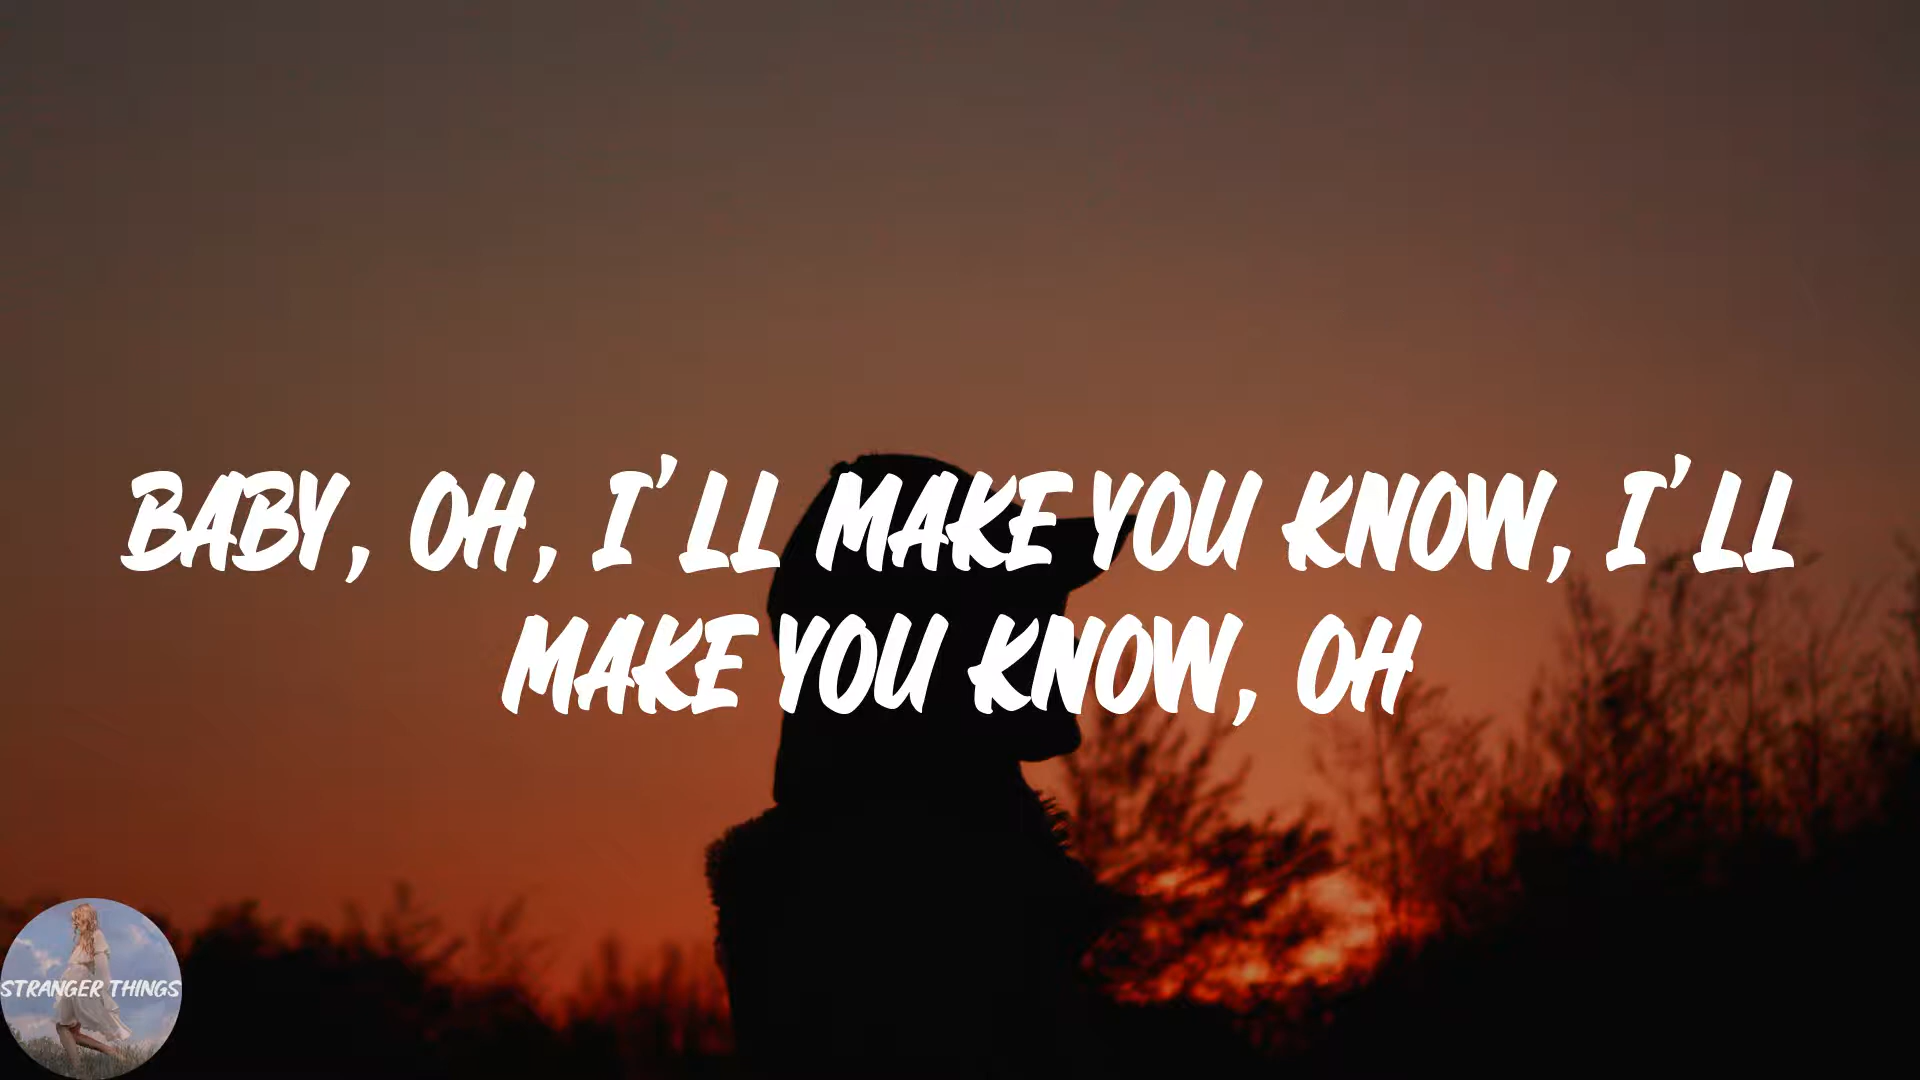 BABY, OH, I'LL MAKE YOU KNOW, I'LL
MAKE YOU KNOW, OH
STRANGER THINGS